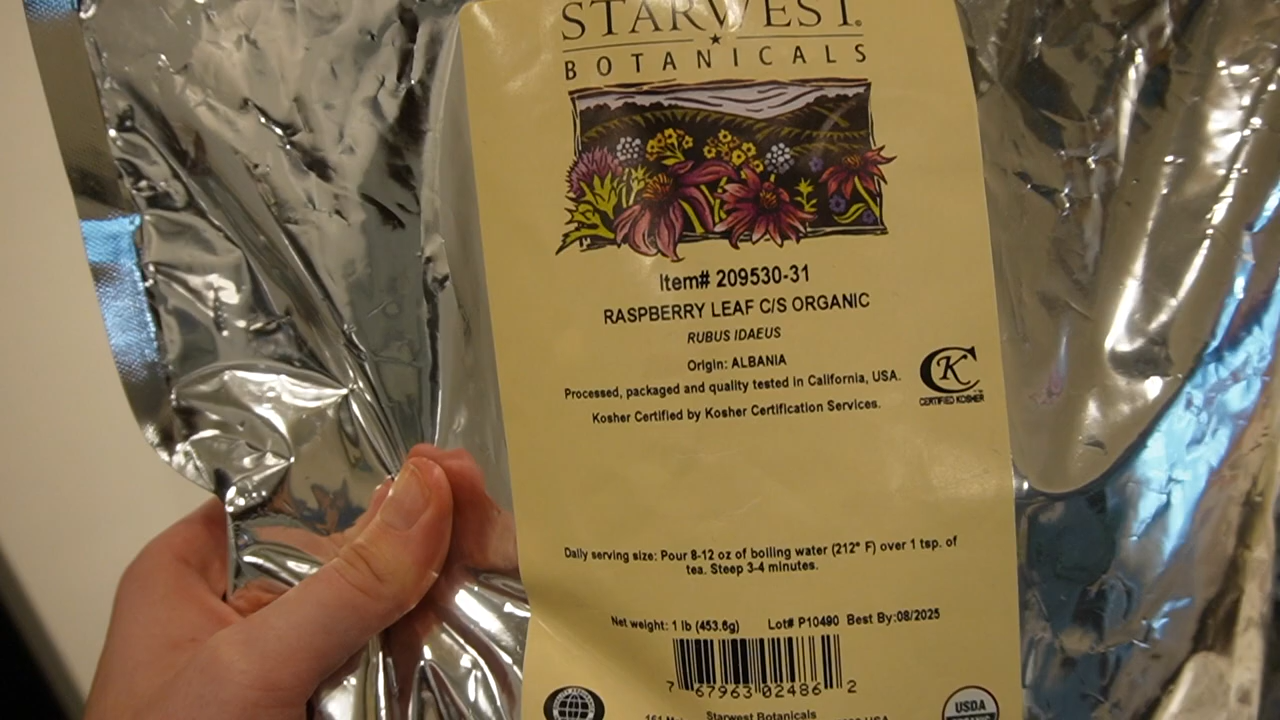 STARWEST®
BOTANICALS
Item# 209530-31
RASPBERRY LEAF C/S ORGANIC
RUBUS IDAEUS
Origin: ALBANIA
Processed, packaged and quality tested in California, USA.
Kosher Certified by Kosher Certification Services.
CK
CERTIFIED KOSHER
Daily serving size: Pour 8-12 oz of boiling water (212° F) over 1 tsp. of
tea. Steep 3-4 minutes.
Net weight: 1 lb (453.6g) Lot# P10490 Best By:08/2025
7 67963 02486 2
Starwest Botanicals
USDA